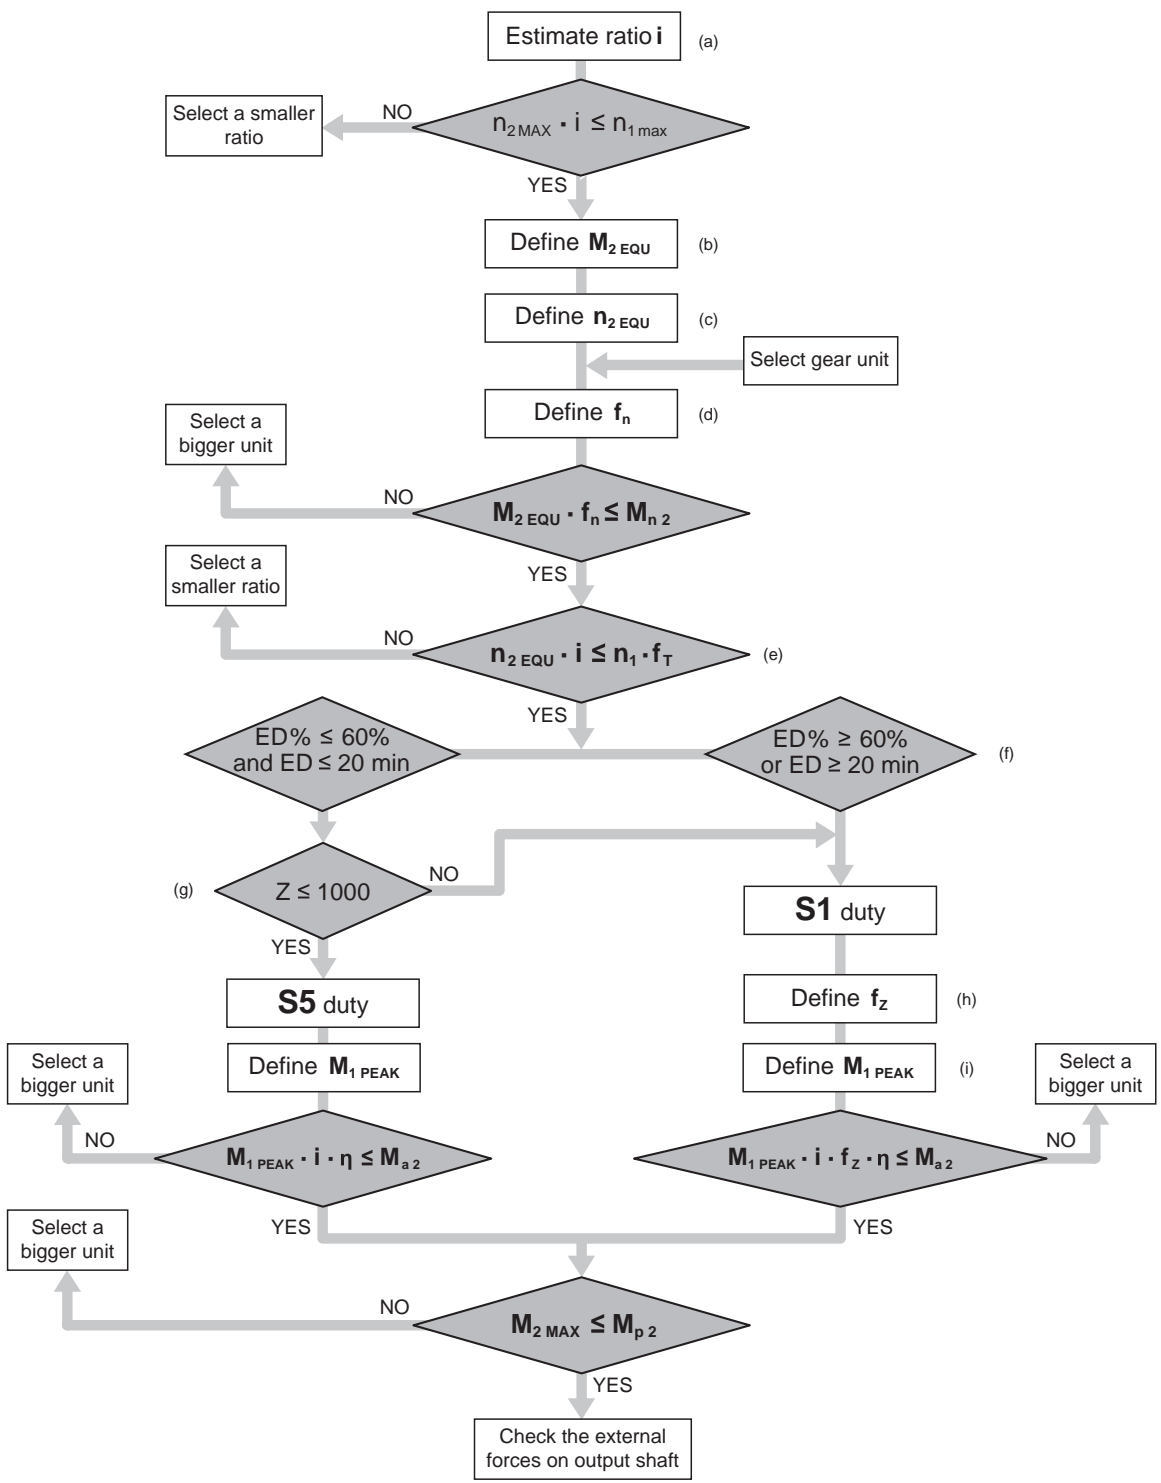 Estimate ratio i
(a)
Select a smaller
ratio
NO
n2 MAX · i ≤ n1 max
YES
Define M2 EQU
(b)
Define n2 EQU
(c)
Select gear unit
Define fn
(d)
Select a
bigger unit
NO
M2 EQU · fn ≤ Mn 2
YES
Select a
smaller ratio
NO
n2 EQU · i ≤ n1 · fT
(e)
YES
ED% ≤ 60%
and ED ≤ 20 min
ED% ≥ 60%
or ED ≥ 20 min
(f)
(g)
Z ≤ 1000
NO
YES
S1 duty
S5 duty
Define fZ
(h)
Select a
bigger unit
Define M1 PEAK
Define M1 PEAK
(i)
Select a
bigger unit
NO
M1 PEAK · i · η ≤ Ma 2
M1 PEAK · i · fZ · η ≤ Ma 2
NO
YES
YES
Select a
bigger unit
NO
M2 MAX ≤ Mp 2
YES
Check the external
forces on output shaft